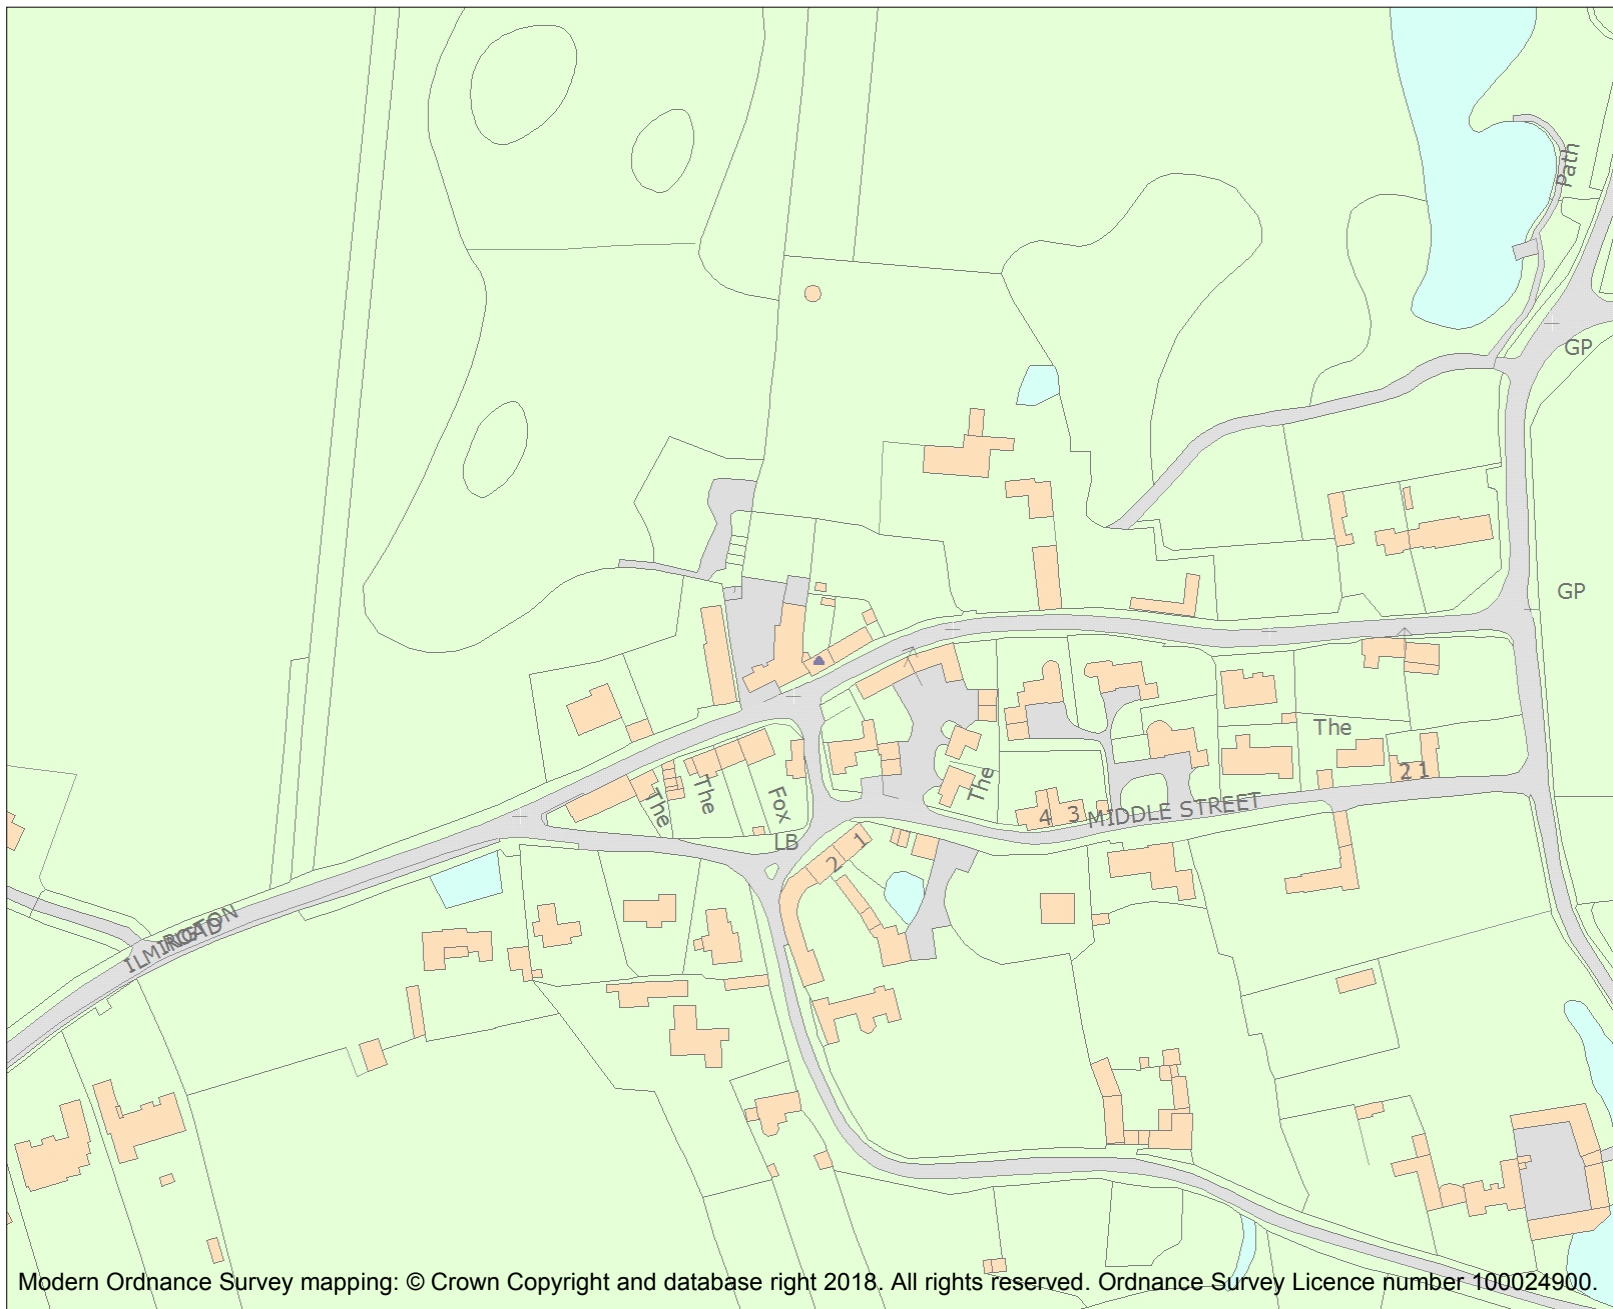 Path
GP
GP
The
The
The
Fox
The
2 1
4 3
MIDDLE STREET
LB
1
2
ILMINGTON
ROAD
Modern Ordnance Survey mapping: © Crown Copyright and database right 2018. All rights reserved. Ordnance Survey Licence number 100024900.